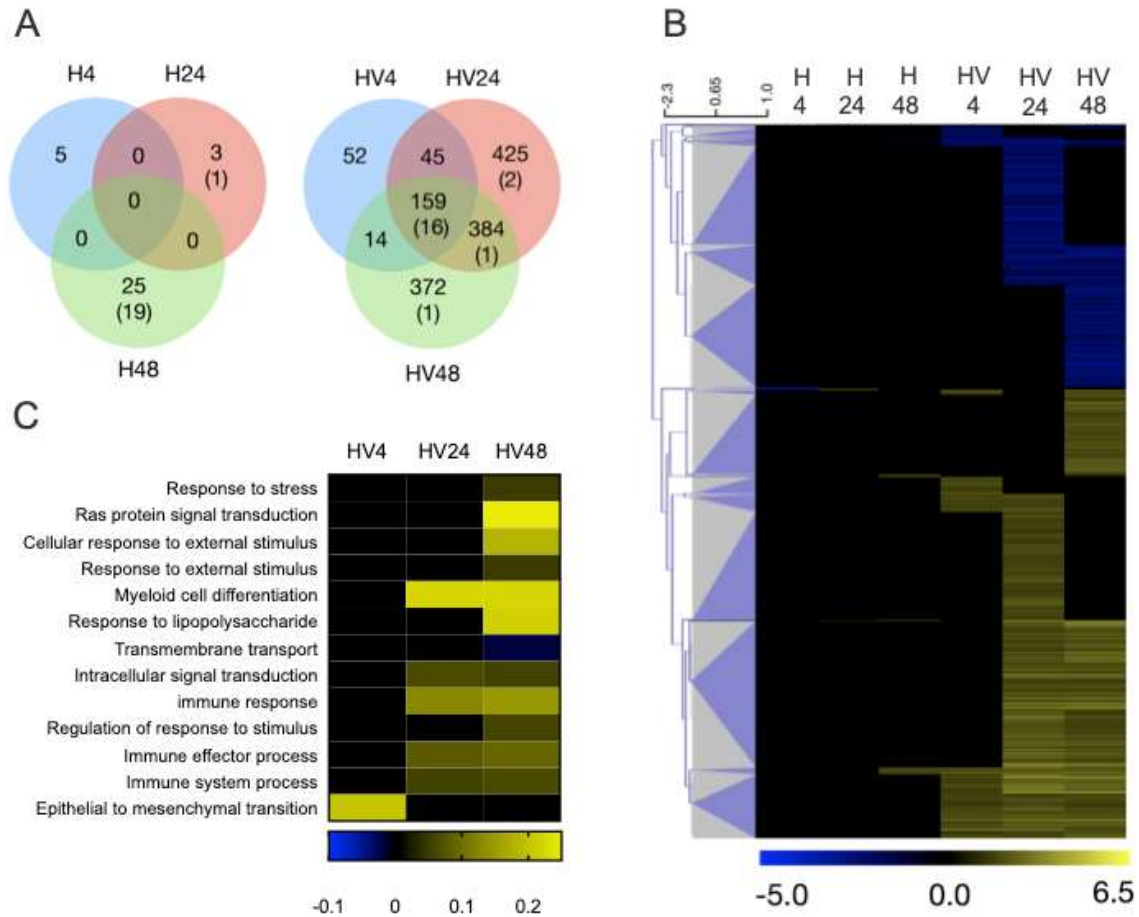 A
H4 H24
5 0 3
(1)
0
0 0
25
(19)
H48
HV4 HV24
52 45 425
(2)
159
(16)
14 384
(1)
372
(1)
HV48
B
-2.3 0.65 1.0
H H H HV HV HV
4 24 48 4 24 48
-5.0 0.0 6.5
C
HV4 HV24 HV48
Response to stress
Ras protein signal transduction
Cellular response to external stimulus
Response to external stimulus
Myeloid cell differentiation
Response to lipopolysaccharide
Transmembrane transport
Intracellular signal transduction
immune response
Regulation of response to stimulus
Immune effector process
Immune system process
Epithelial to mesenchymal transition
-0.1 0 0.1 0.2